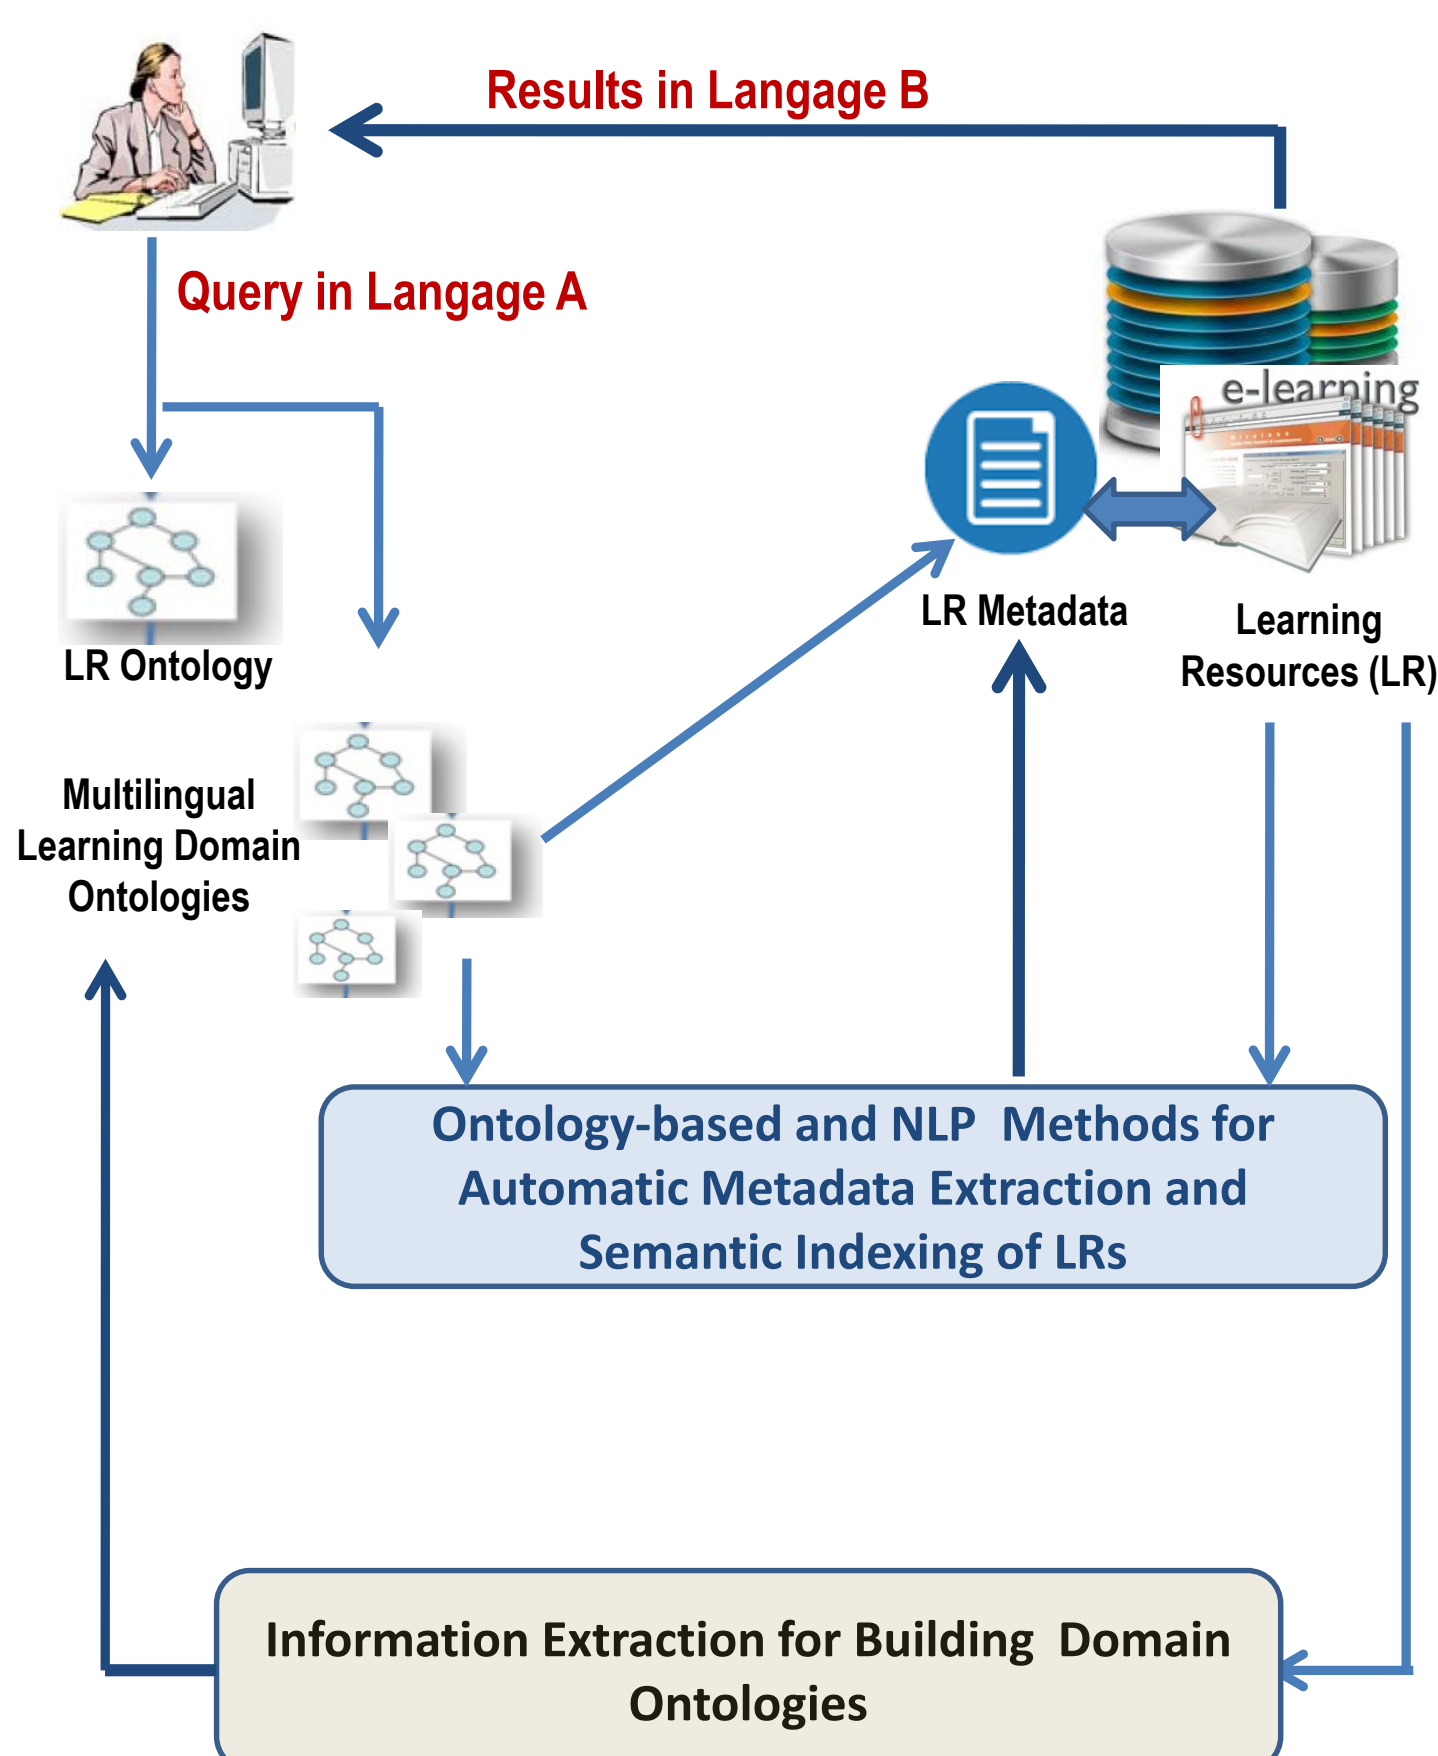 Results in Langage B
Query in Langage A
e-learning
LR Metadata
Learning
Resources (LR)
LR Ontology
Multilingual
Learning Domain
Ontologies
Ontology-based and NLP  Methods for
Automatic Metadata Extraction and
Semantic Indexing of LRs
Information Extraction for Building  Domain
Ontologies